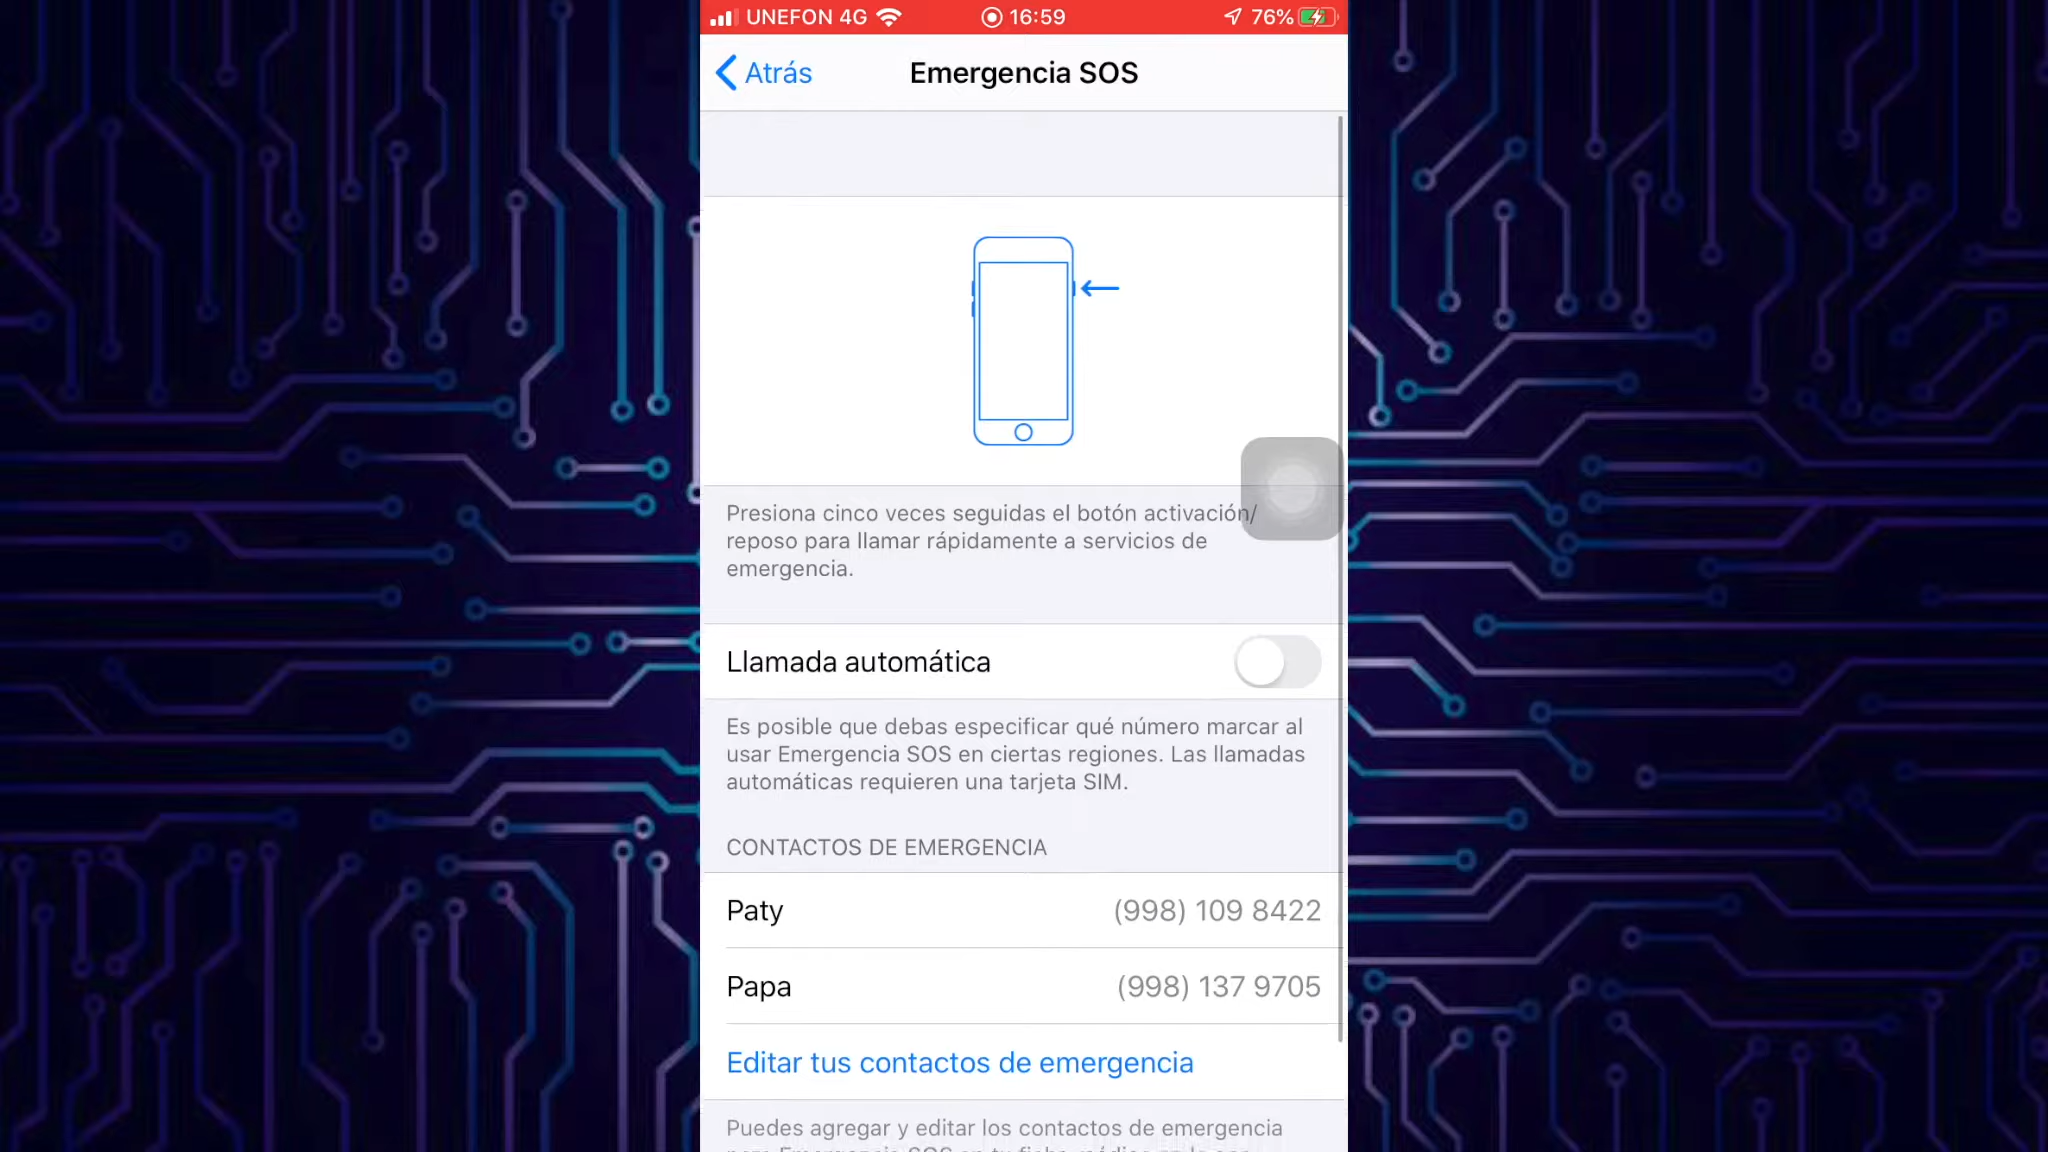 UNEFON 4G 16:59 76%
Atrás Emergencia SOS
Presiona cinco veces seguidas el botón activación/
reposo para llamar rápidamente a servicios de
emergencia.
Llamada automática
Es posible que debas especificar qué número marcar al
usar Emergencia SOS en ciertas regiones. Las llamadas
automáticas requieren una tarjeta SIM.
CONTACTOS DE EMERGENCIA
Paty (998) 109 8422
Papa (998) 137 9705
Editar tus contactos de emergencia
Puedes agregar y editar los contactos de emergencia